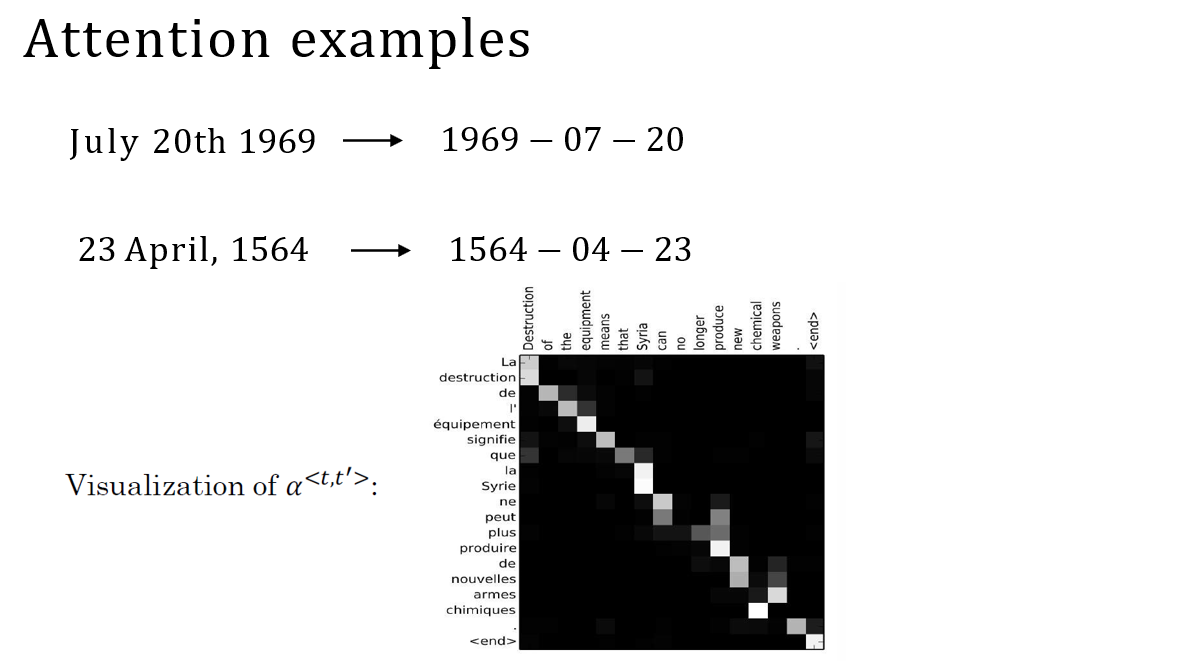 Attention examples
July 20th 1969 ⟶ 1969 – 07 – 20
23 April, 1564 ⟶ 1564 – 04 – 23
Destruction
of
the
equipment
means
that
Syria
can
no
longer
produce
new
chemical
weapons
.
<end>
La
destruction
de
l'
équipement
signifie
que
la
Syrie
ne
peut
plus
produire
de
nouvelles
armes
chimiques
.
<end>
Visualization of α<t,t′>: